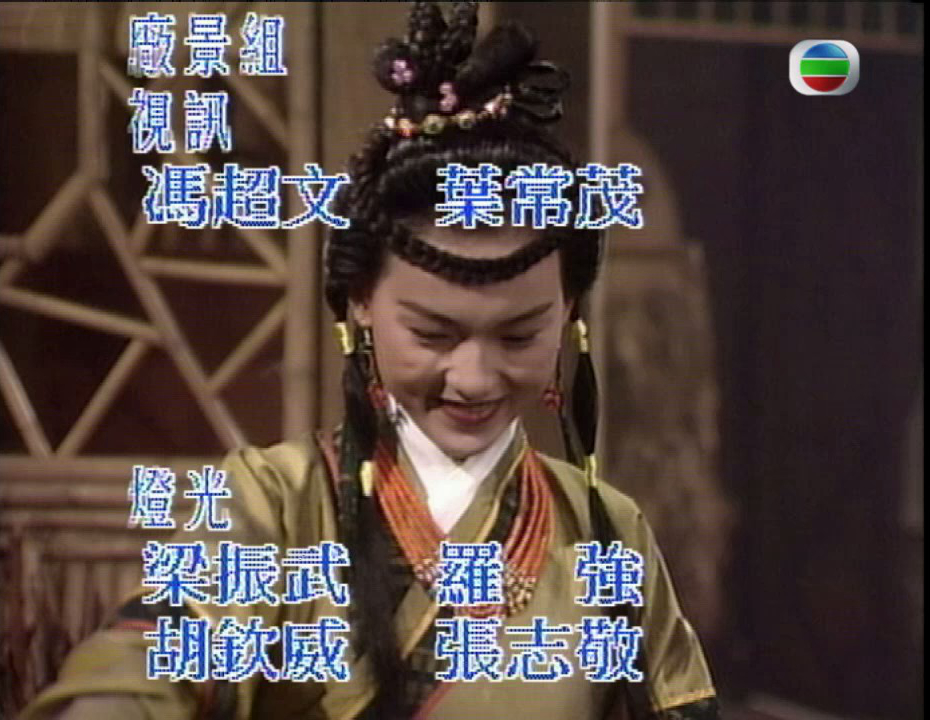 廠景組
視訊
馮超文 葉常茂
燈光
梁振武 羅 強
胡欽威 張志敬